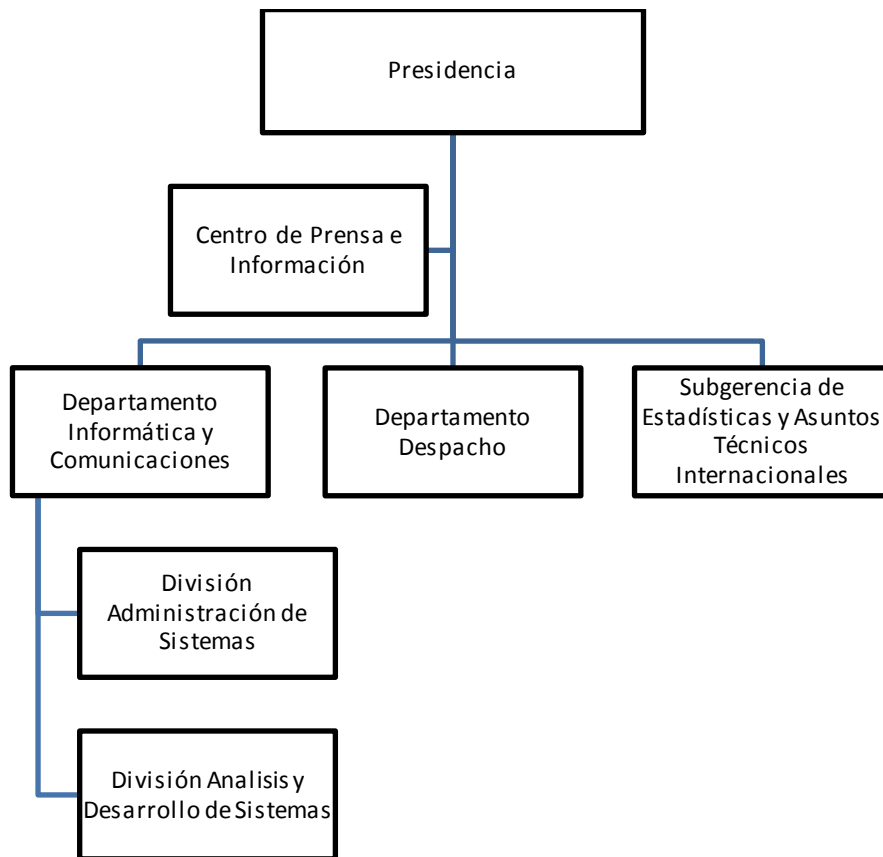 Presidencia
Centro de Prensa e
Información
Departamento
Informática y
Comunicaciones
Departamento
Despacho
Subgerencia de
Estadísticas y Asuntos
Técnicos
Internacionales
División
Administración de
Sistemas
División Analisis y
Desarrollo de Sistemas